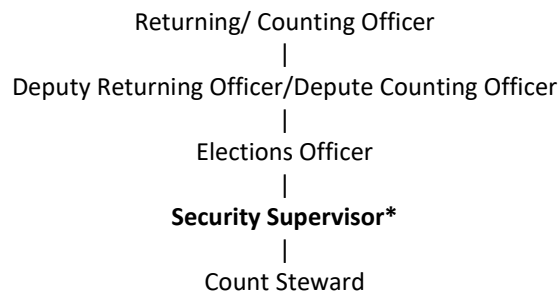 Returning/ Counting Officer
|
Deputy Returning Officer/Depute Counting Officer
|
Elections Officer
|
Security Supervisor*
|
Count Steward